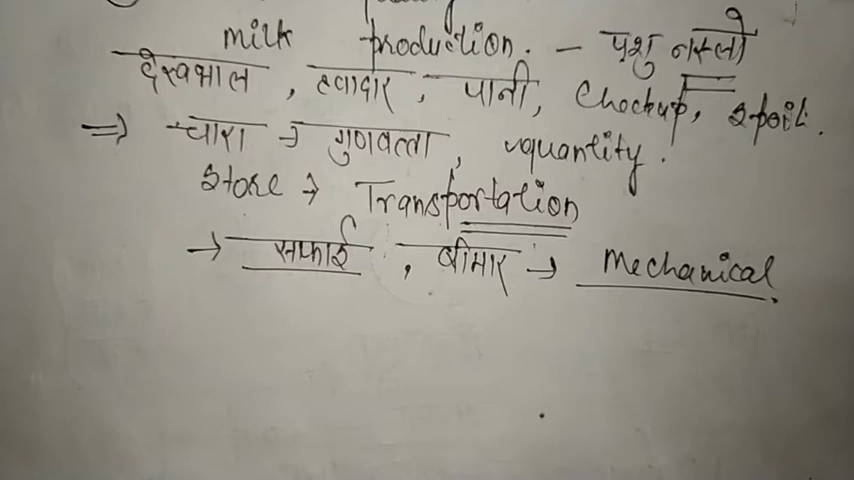 milk production. - पशु नस्लो
देखभाल, हवादार, पानी, Checkup, spoil.
=> चारा -> गुणवत्ता, quantity.
store -> Transportation
-> सफाई, बीमार -> Mechanical